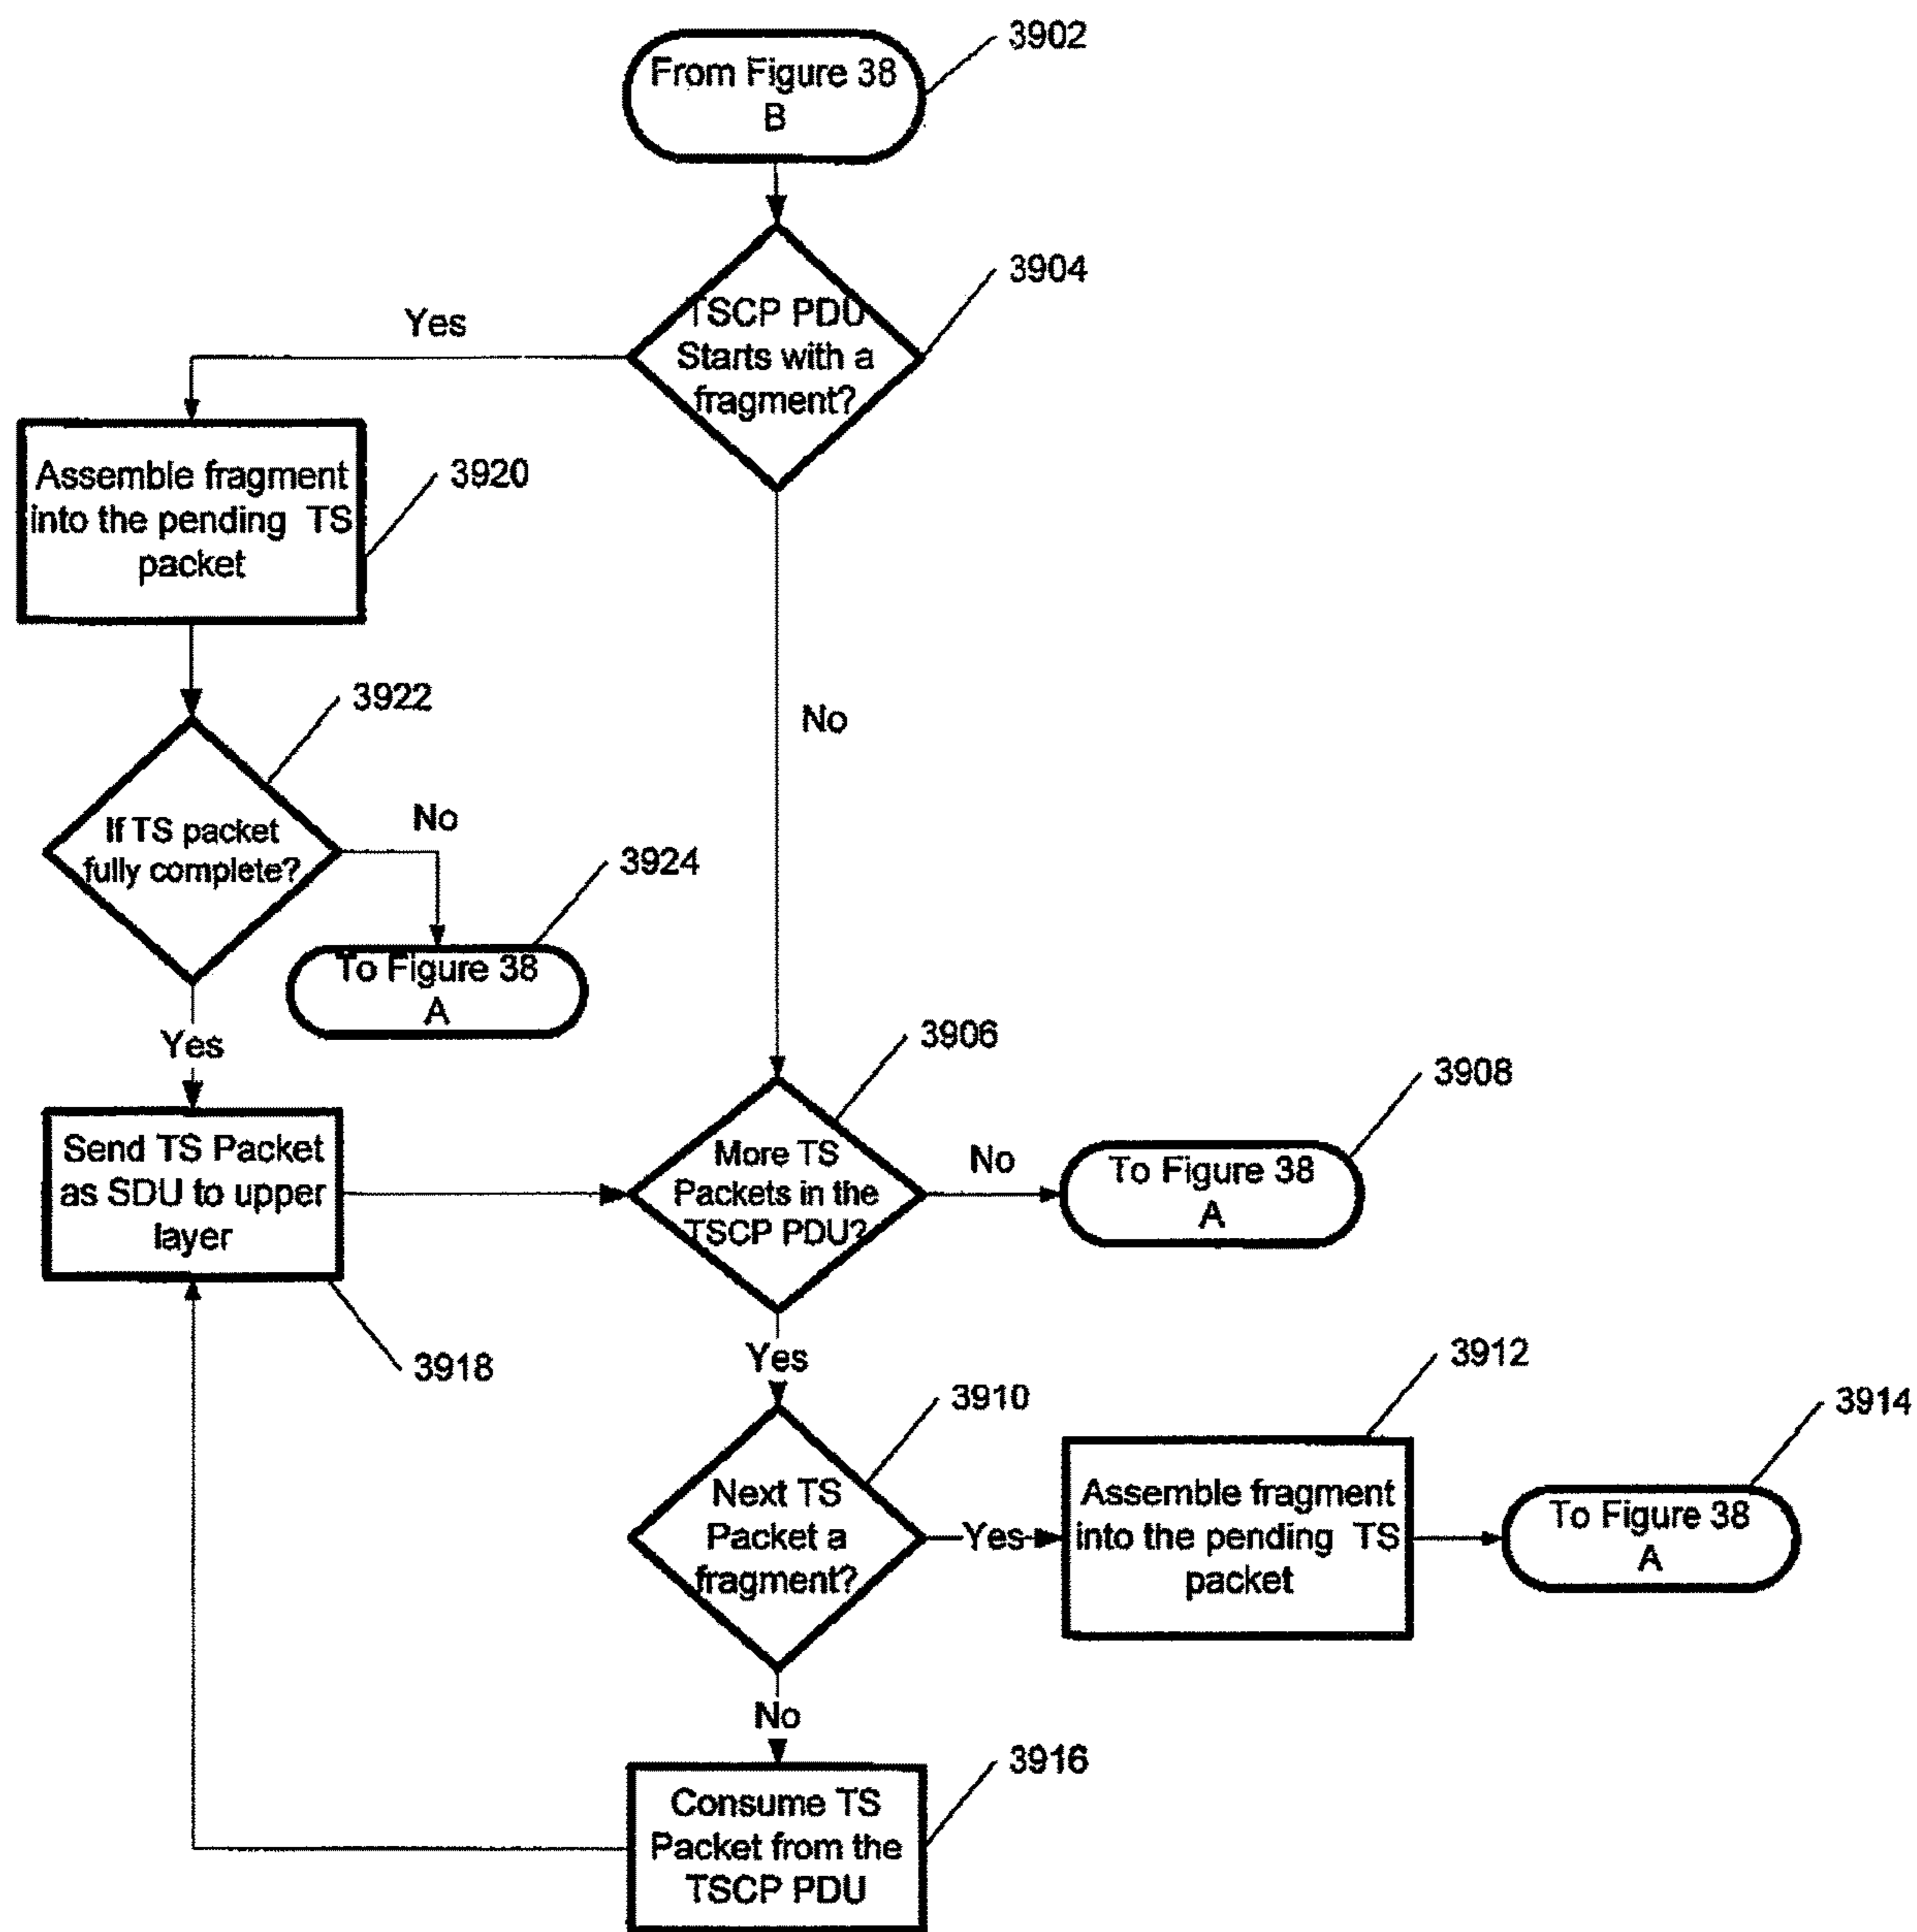 From Figure 38
B
3902
TSCP PDU
Starts with a
fragment?
3904
Yes
No
Assemble fragment
into the pending TS
packet
3920
If TS packet
fully complete?
3922
No
To Figure 38
A
3924
Yes
Send TS Packet
as SDU to upper
layer
3918
More TS
Packets in the
TSCP PDU?
3906
No
To Figure 38
A
3908
Yes
Next TS
Packet a
fragment?
3910
Yes
Assemble fragment
into the pending TS
packet
3912
To Figure 38
A
3914
No
Consume TS
Packet from the
TSCP PDU
3916